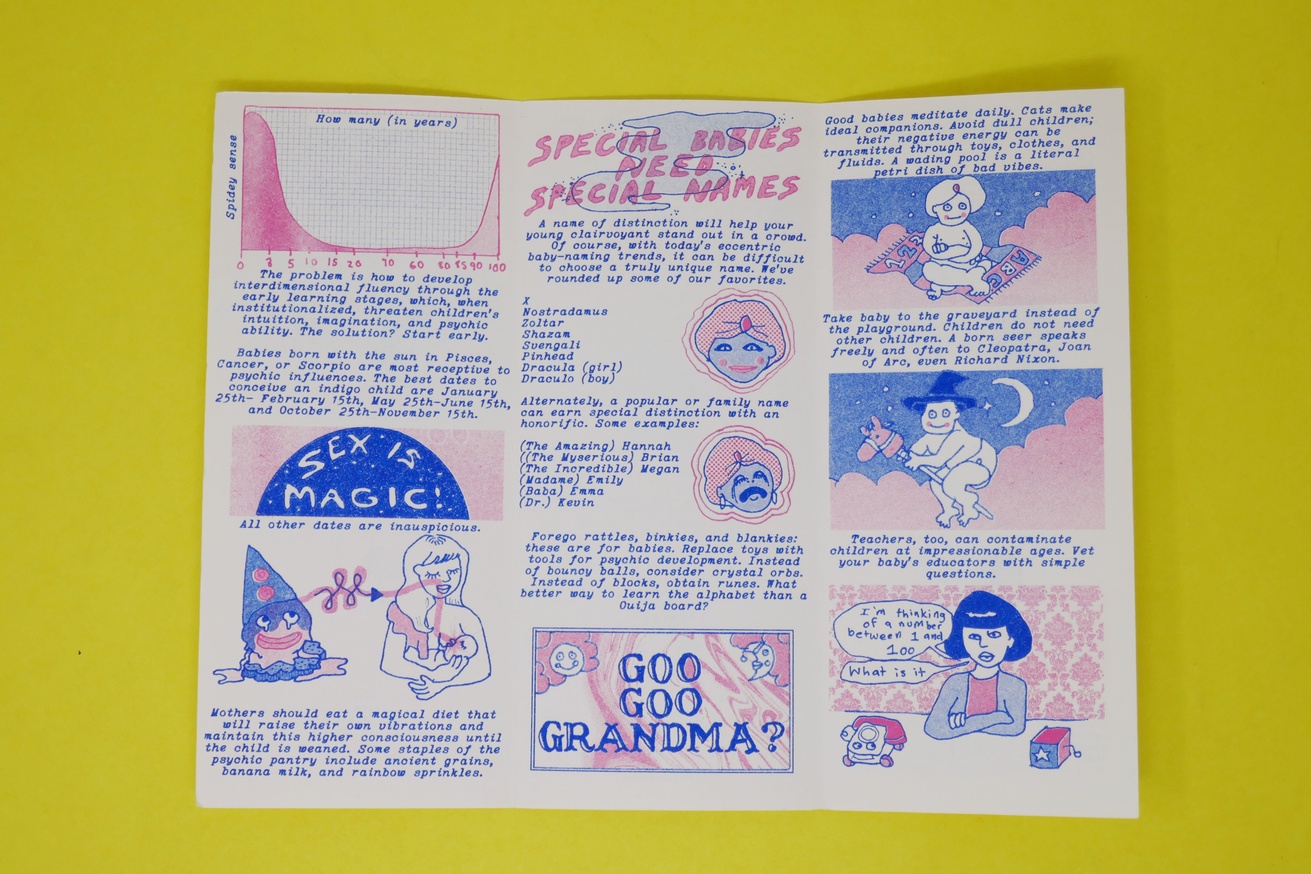 How many (in years)
Spidey sense
0 3 5 10 15 20 40 60 80 85 90 100
The problem is how to develop
interdimensional fluency through the
early learning stages, which, when
institutionalized, threaten children's
intuition, imagination, and psychic
ability. The solution? Start early.
Babies born with the sun in Pisces,
Cancer, or Scorpio are most receptive to
psychic influences. The best dates to
conceive an indigo child are January
25th- February 15th, May 25th-June 15th,
and October 25th-November 15th.
SEX IS
MAGIC!
All other dates are inauspicious.
Mothers should eat a magical diet that
will raise their own vibrations and
maintain this higher consciousness until
the child is weaned. Some staples of the
psychic pantry include ancient grains,
banana milk, and rainbow sprinkles.
SPECIAL BABIES
NEED
SPECIAL NAMES
A name of distinction will help your
young clairvoyant stand out in a crowd.
Of course, with today's eccentric
baby-naming trends, it can be difficult
to choose a truly unique name. We've
rounded up some of our favorites.
X
Nostradamus
Zoltar
Shazam
Svengali
Pinhead
Dracula (girl)
Draculo (boy)
Alternately, a popular or family name
can earn special distinction with an
honorific. Some examples:
(The Amazing) Hannah
((The Myserious) Brian
(The Incredible) Megan
(Madame) Emily
(Baba) Emma
(Dr.) Kevin
Forego rattles, binkies, and blankies:
these are for babies. Replace toys with
tools for psychic development. Instead
of bouncy balls, consider crystal orbs.
Instead of blocks, obtain runes. What
better way to learn the alphabet than a
Ouija board?
GOO
GOO
GRANDMA?
Good babies meditate daily. Cats make
ideal companions. Avoid dull children;
their negative energy can be
transmitted through toys, clothes, and
fluids. A wading pool is a literal
petri dish of bad vibes.
123
ABC
Take baby to the graveyard instead of
the playground. Children do not need
other children. A born seer speaks
freely and often to Cleopatra, Joan
of Arc, even Richard Nixon.
Teachers, too, can contaminate
children at impressionable ages. Vet
your baby's educators with simple
questions.
I'm thinking
of a number
between 1 and
100
What is it